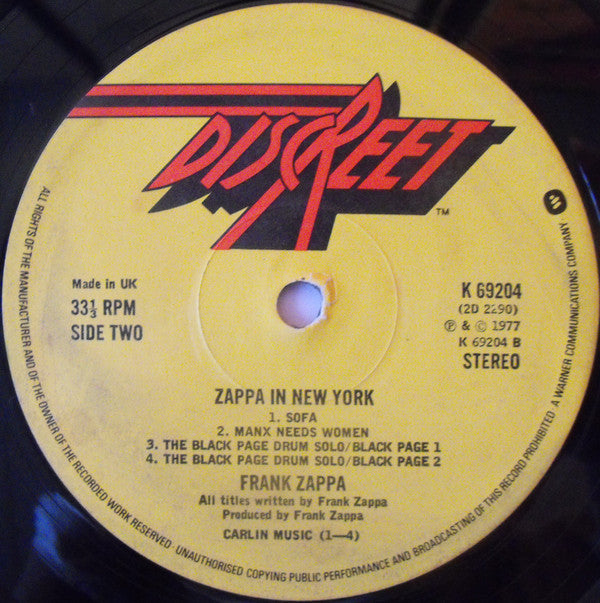 DISCREET
™
Made in UK
33⅓ RPM
SIDE TWO
K 69204
(2D 2290)
℗ & © 1977
K 69204 B
STEREO
ZAPPA IN NEW YORK
1. SOFA
2. MANX NEEDS WOMEN
3. THE BLACK PAGE DRUM SOLO/BLACK PAGE 1
4. THE BLACK PAGE DRUM SOLO/BLACK PAGE 2
FRANK ZAPPA
All titles written by Frank Zappa
Produced by Frank Zappa
CARLIN MUSIC (1—4)
ALL RIGHTS OF THE MANUFACTURER AND OF THE OWNER OF THE RECORDED WORK RESERVED UNAUTHORISED COPYING PUBLIC PERFORMANCE AND BROADCASTING OF THIS RECORD PROHIBITED A WARNER COMMUNICATIONS COMPANY